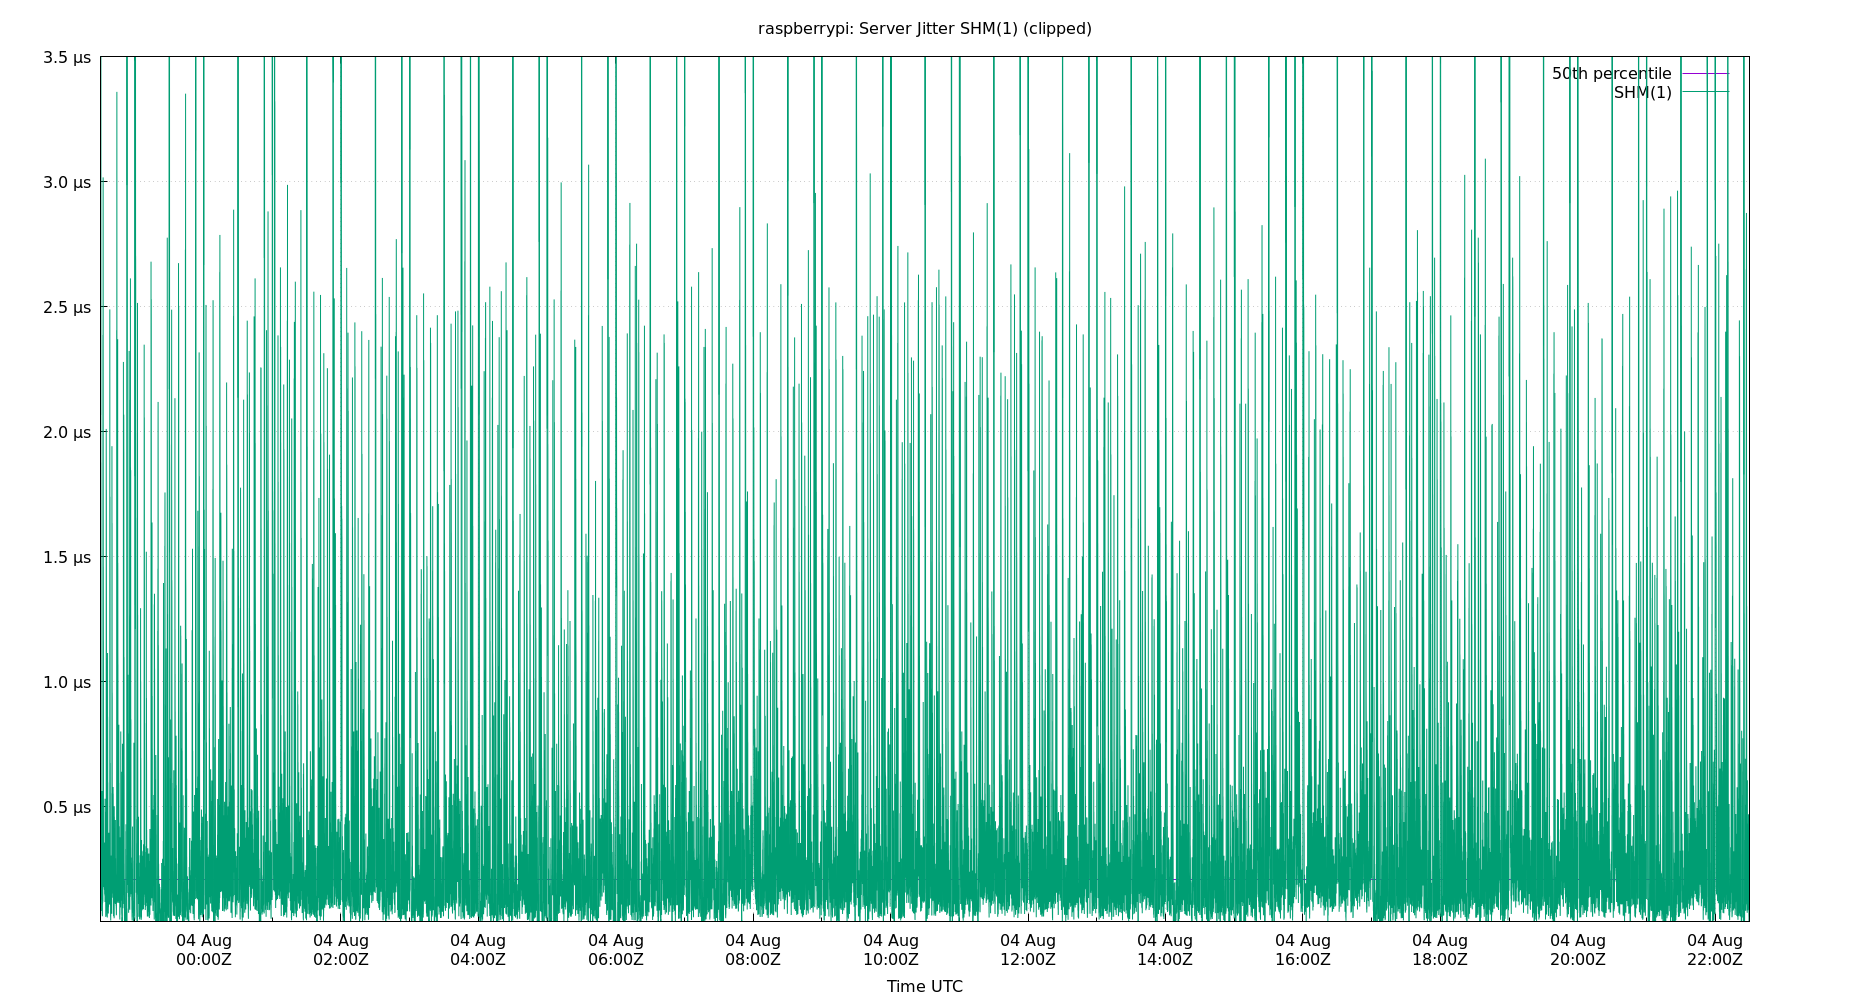 raspberrypi: Server Jitter SHM(1) (clipped)
3.5 µs
50th percentile
SHM(1)
3.0 µs
2.5 µs
2.0 µs
1.5 µs
1.0 µs
0.5 µs
04 Aug 04 Aug 04 Aug 04 Aug 04 Aug 04 Aug 04 Aug 04 Aug 04 Aug 04 Aug 04 Aug 04 Aug
00:00Z 02:00Z 04:00Z 06:00Z 08:00Z 10:00Z 12:00Z 14:00Z 16:00Z 18:00Z 20:00Z 22:00Z
Time UTC